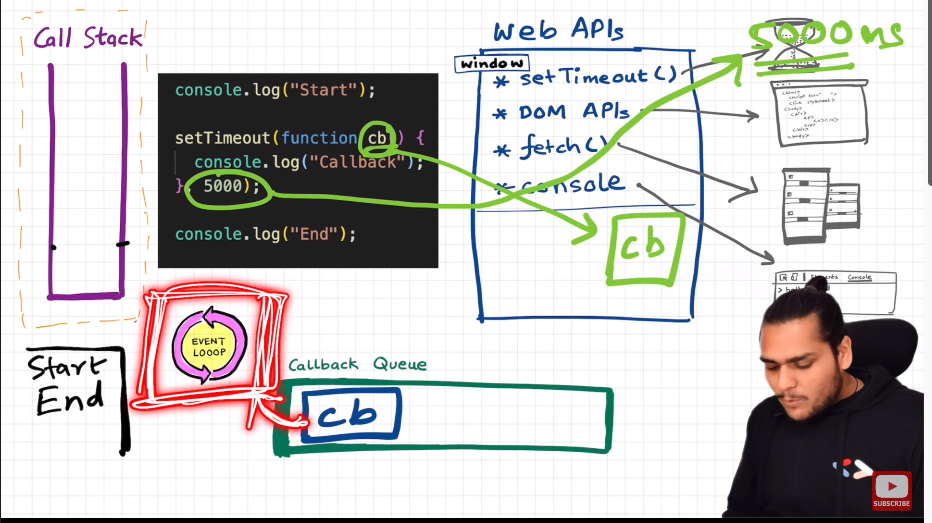 Call Stack
console.log("Start");
setTimeout(function cb() {
console.log("Callback");
}, 5000);
console.log("End");
Web APIs
window
* setTimeout()
* DOM APIs
* fetch()
* console
cb
5000ms
Console
EVENT
LOOOP
Start
End
Callback Queue
cb
SUBSCRIBE